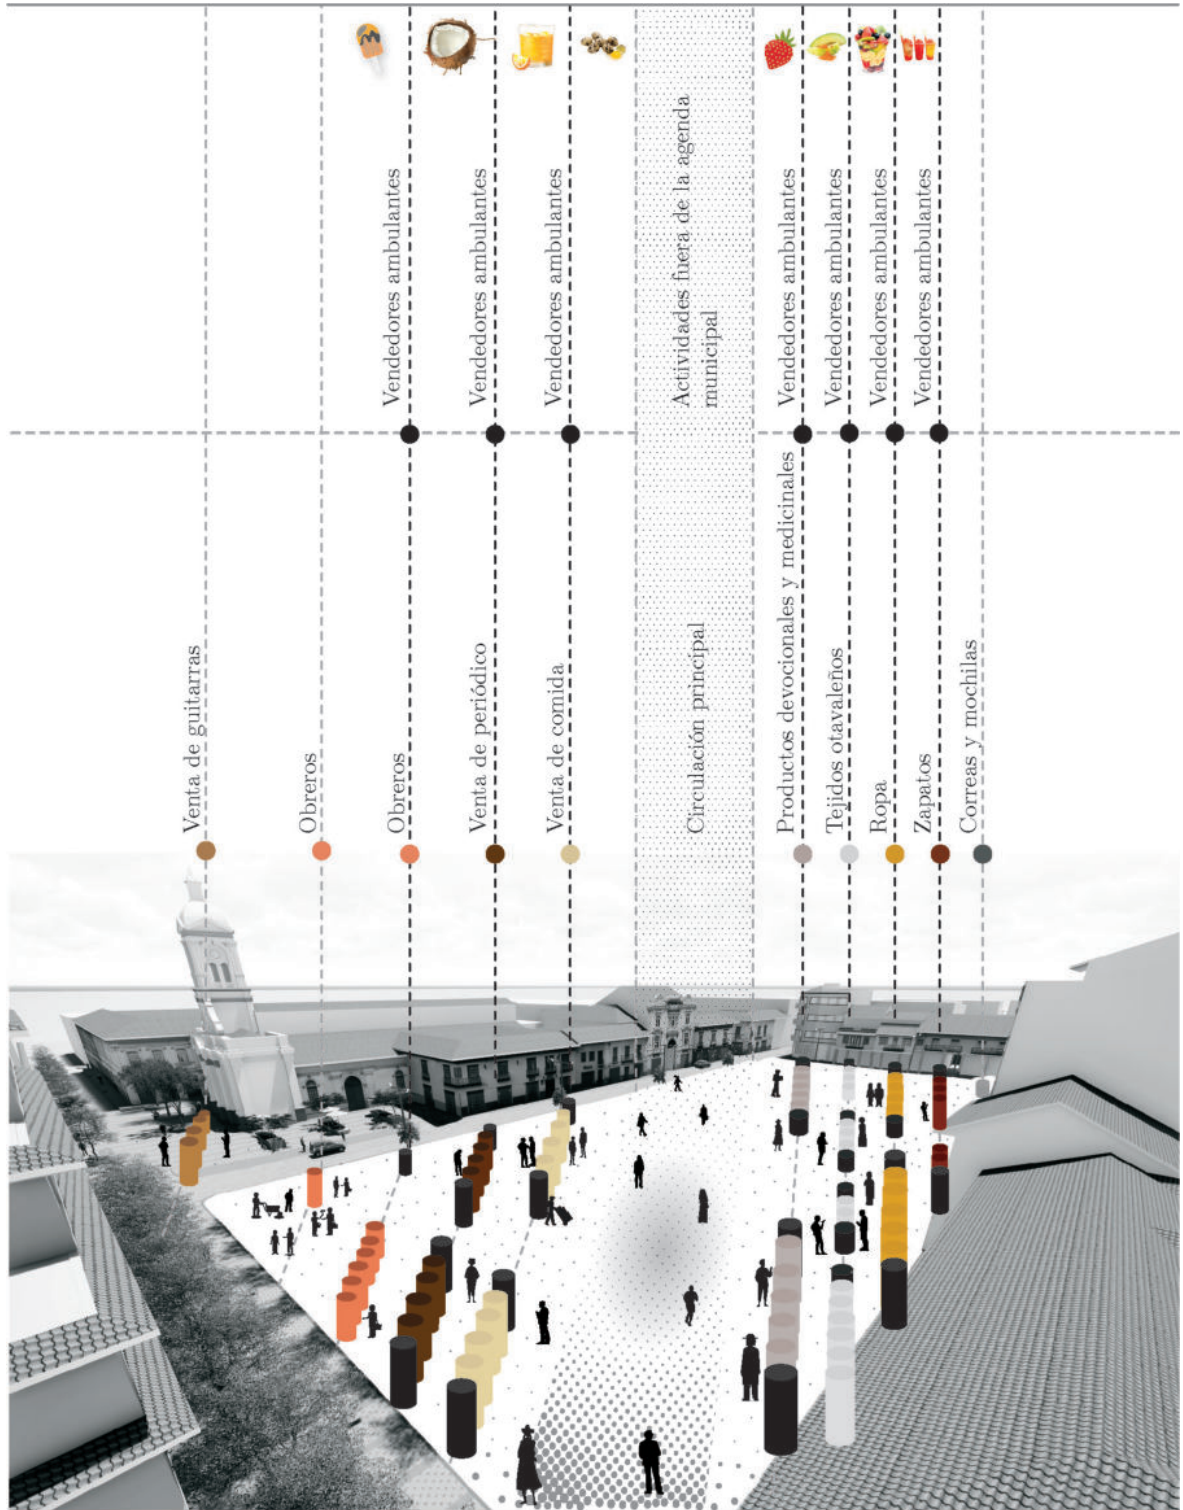 Vendedores ambulantes
Vendedores ambulantes
Vendedores ambulantes
Actividades fuera de la agenda
municipal
Vendedores ambulantes
Vendedores ambulantes
Vendedores ambulantes
Vendedores ambulantes
Venta de guitarras
Obreros
Obreros
Venta de periódico
Venta de comida
Circulación principal
Productos devocionales y medicinales
Tejidos otavaleños
Ropa
Zapatos
Correas y mochilas